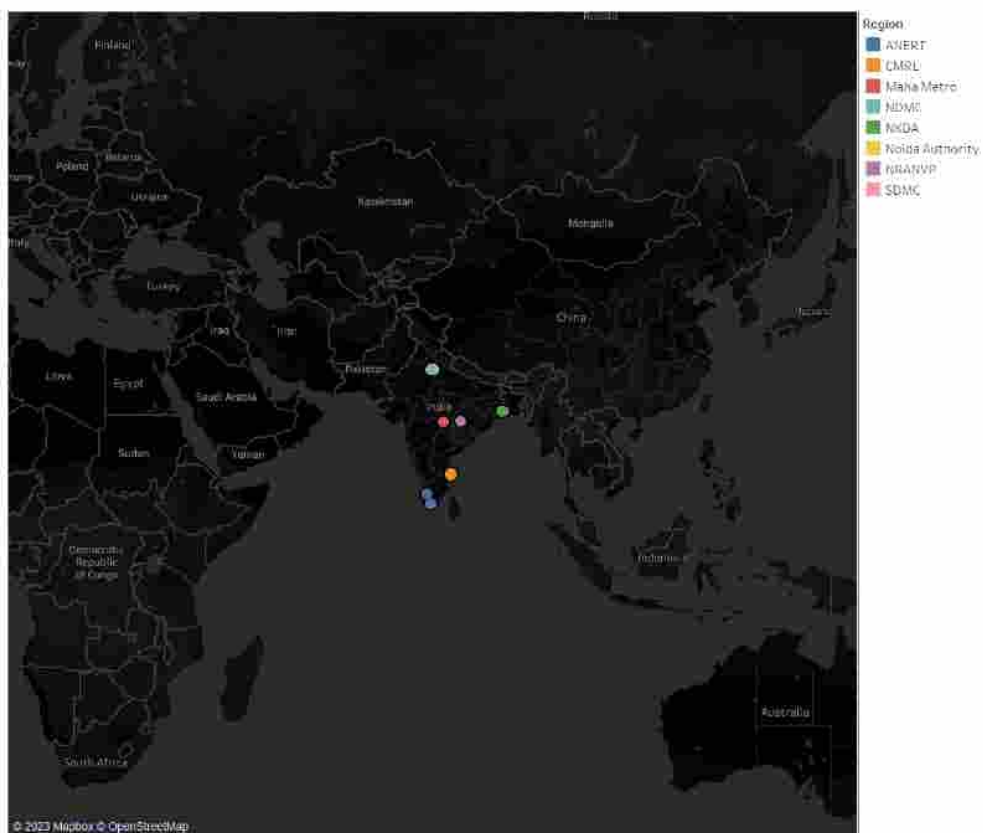 Russia
Finland
Poland
Belarus
Ukraine
Kazakhstan
Mongolia
Italy
Turkey
China
Iraq
Iran
Pakistan
Libya
Egypt
Saudi Arabia
India
Sudan
Yemen
Democratic
Republic
of Congo
Australia
South Africa
© 2023 Mapbox © OpenStreetMap
Region
ANERT
CMRL
Maha Metro
NDMC
NKDA
Noida Authority
NRANVP
SDMC